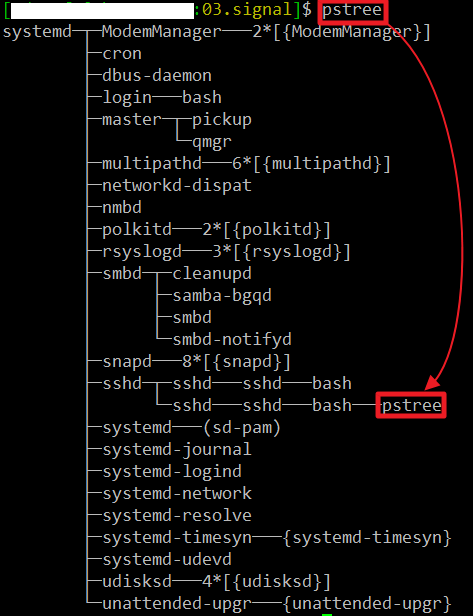 [ :03.signal]$ pstree
systemd─┬─ModemManager───2*[{ModemManager}]
        ├─cron
        ├─dbus-daemon
        ├─login───bash
        ├─master─┬─pickup
        │        └─qmgr
        ├─multipathd───6*[{multipathd}]
        ├─networkd-dispat
        ├─nmbd
        ├─polkitd───2*[{polkitd}]
        ├─rsyslogd───3*[{rsyslogd}]
        ├─smbd─┬─cleanupd
        │      ├─samba-bgqd
        │      ├─smbd
        │      └─smbd-notifyd
        ├─snapd───8*[{snapd}]
        ├─sshd─┬─sshd───sshd───bash
        │      └─sshd───sshd───bash───pstree
        ├─systemd───(sd-pam)
        ├─systemd-journal
        ├─systemd-logind
        ├─systemd-network
        ├─systemd-resolve
        ├─systemd-timesyn───{systemd-timesyn}
        ├─systemd-udevd
        ├─udisksd───4*[{udisksd}]
        └─unattended-upgr───{unattended-upgr}